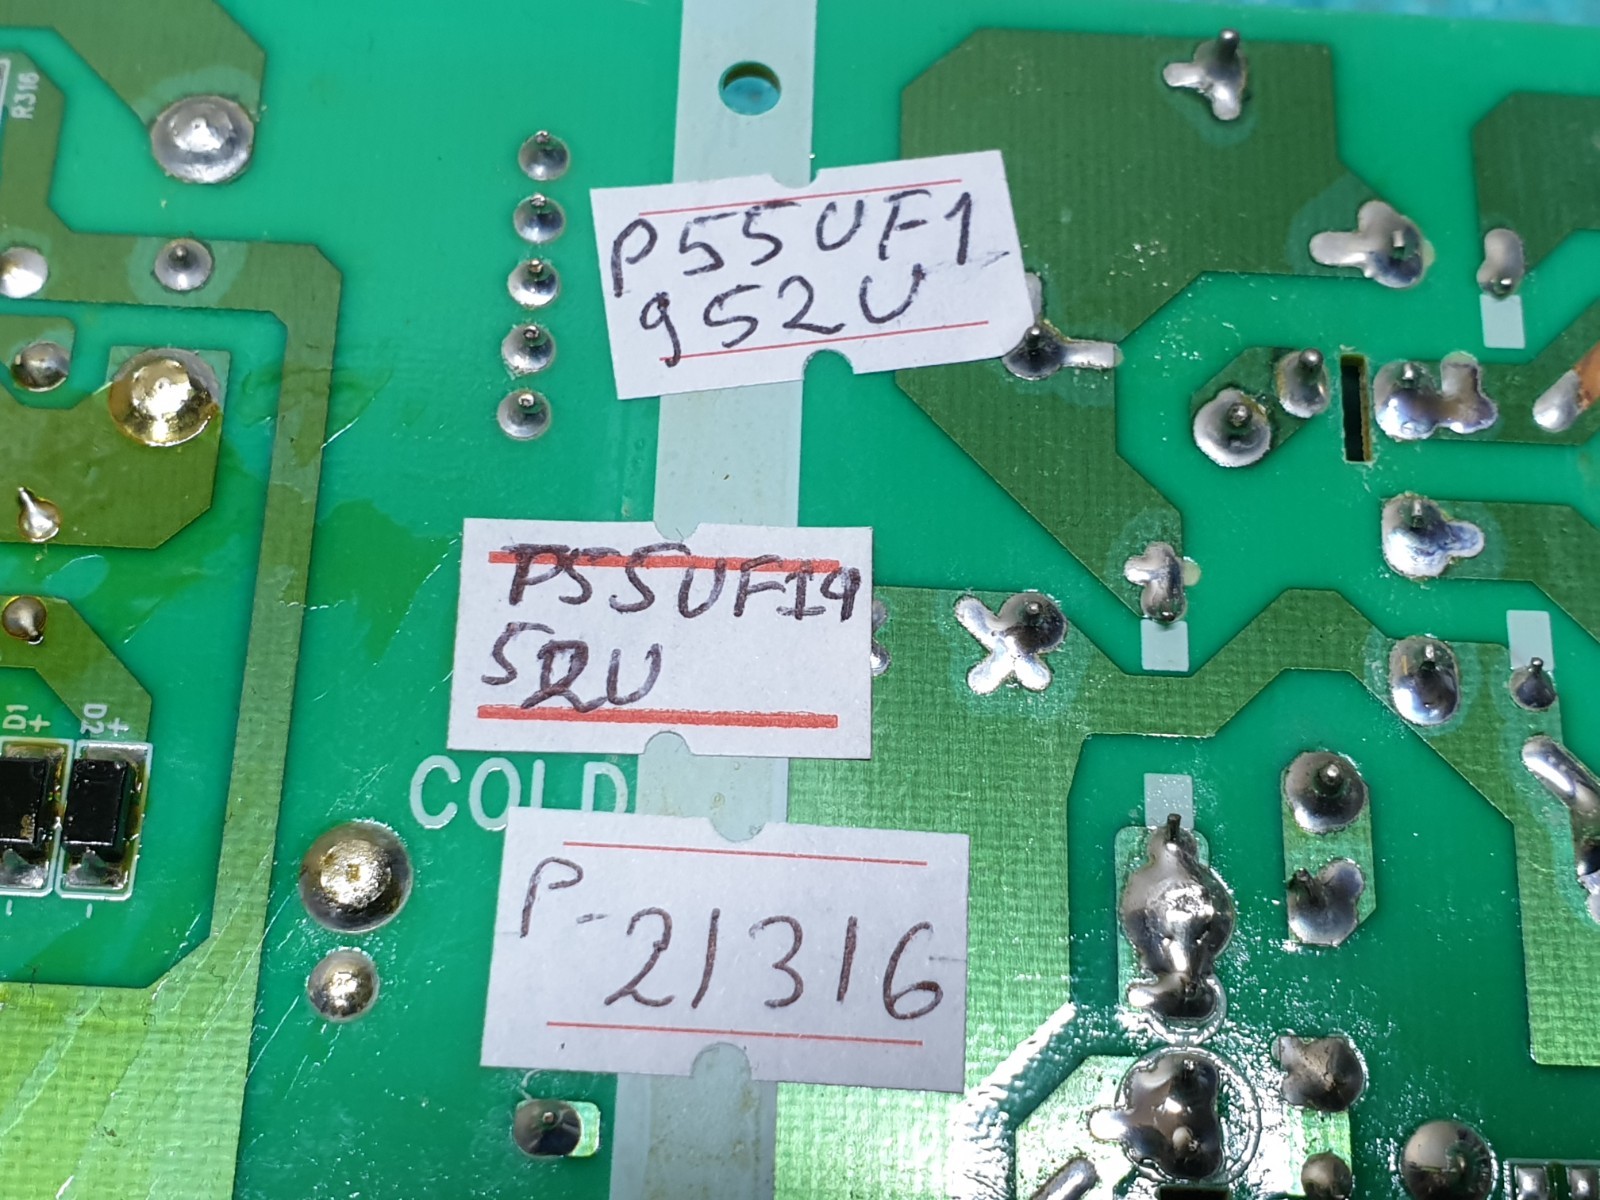 R316
P55UF1
952U
P55UF19
52U
D1
+
D2
+
COLD
P-21316